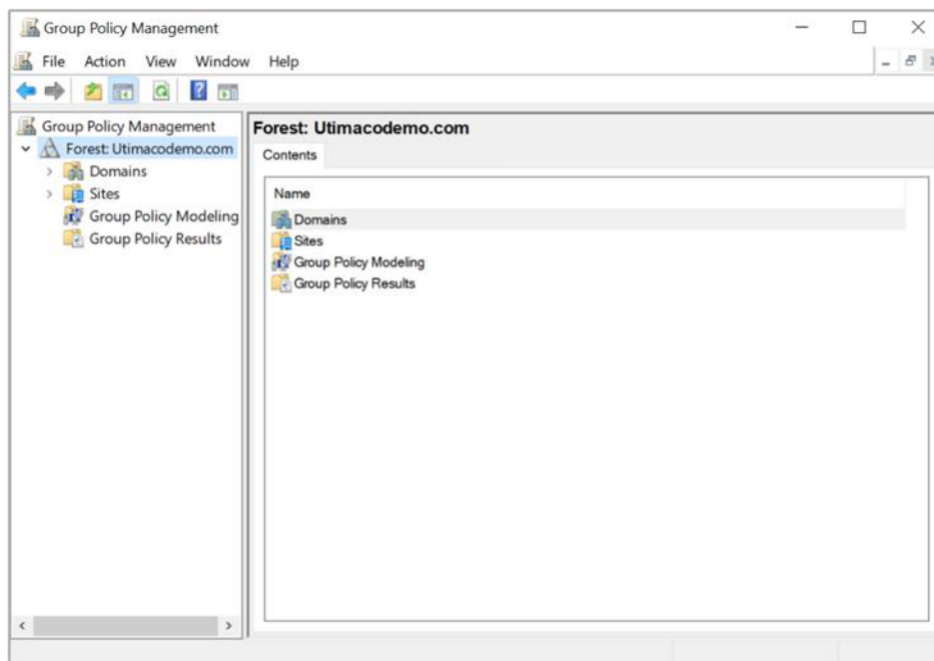 Group Policy Management
File Action View Window Help
Group Policy Management
Forest: Utimacodemo.com
Domains
Sites
Group Policy Modeling
Group Policy Results
Forest: Utimacodemo.com
Contents
Name
Domains
Sites
Group Policy Modeling
Group Policy Results